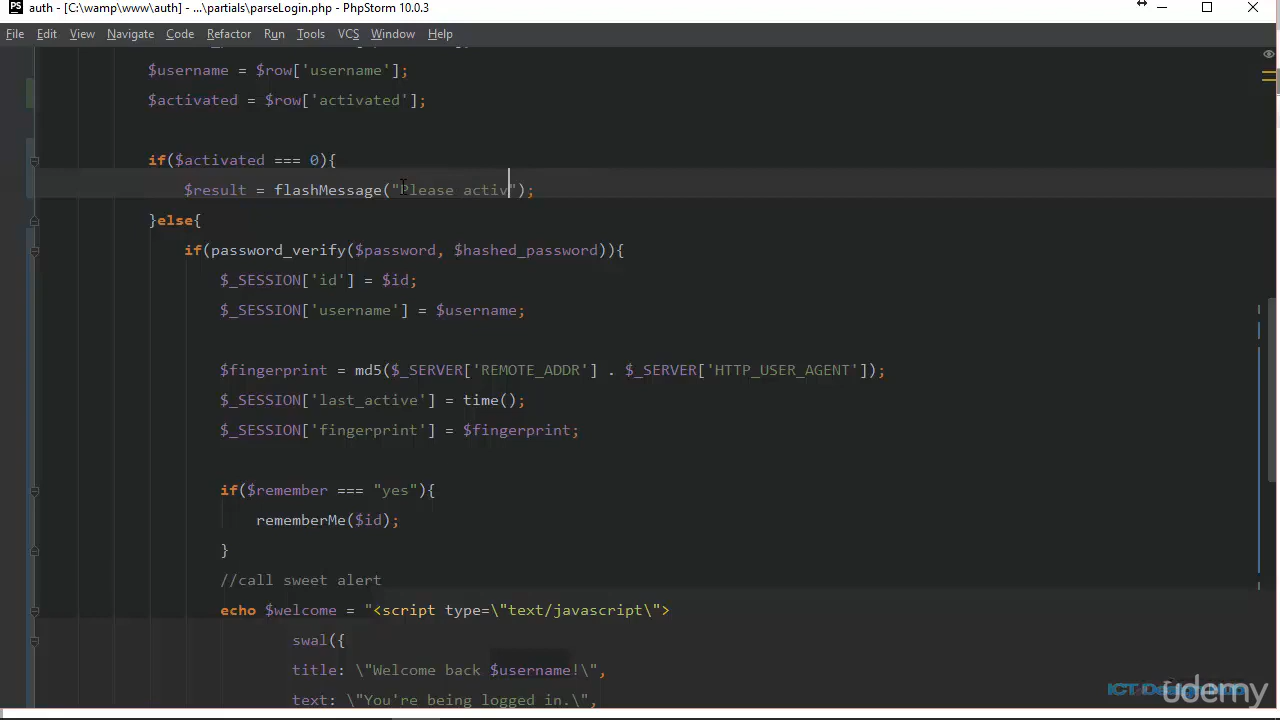 PS auth - [C:\wamp\www\auth] - ...\partials\parseLogin.php - PhpStorm 10.0.3
File Edit View Navigate Code Refactor Run Tools VCS Window Help
$username = $row['username'];
$activated = $row['activated'];
if($activated === 0){
$result = flashMessage("Please activ");
}else{
if(password_verify($password, $hashed_password)){
$_SESSION['id'] = $id;
$_SESSION['username'] = $username;
$fingerprint = md5($_SERVER['REMOTE_ADDR'] . $_SERVER['HTTP_USER_AGENT']);
$_SESSION['last_active'] = time();
$_SESSION['fingerprint'] = $fingerprint;
if($remember === "yes"){
rememberMe($id);
}
//call sweet alert
echo $welcome = "<script type=\"text/javascript\">
swal({
title: \"Welcome back $username!\",
text: \"You're being logged in.\",
ICT Design Hub
udemy